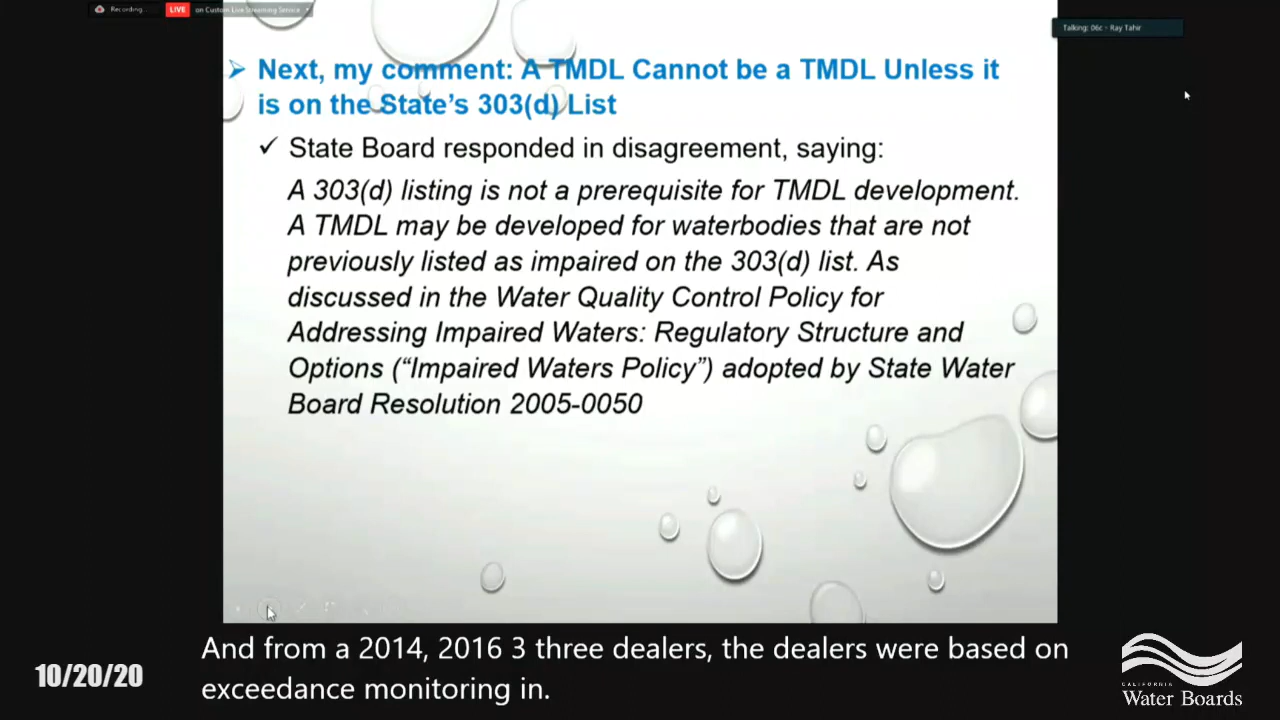 Recording...
LIVE
on Custom Live Streaming Service
Talking: 06c - Ray Tahir
Next, my comment: A TMDL Cannot be a TMDL Unless it
is on the State's 303(d) List
State Board responded in disagreement, saying:
A 303(d) listing is not a prerequisite for TMDL development.
A TMDL may be developed for waterbodies that are not
previously listed as impaired on the 303(d) list. As
discussed in the Water Quality Control Policy for
Addressing Impaired Waters: Regulatory Structure and
Options (“Impaired Waters Policy”) adopted by State Water
Board Resolution 2005-0050
And from a 2014, 2016 3 three dealers, the dealers were based on
exceedance monitoring in.
10/20/20
CALIFORNIA
Water Boards